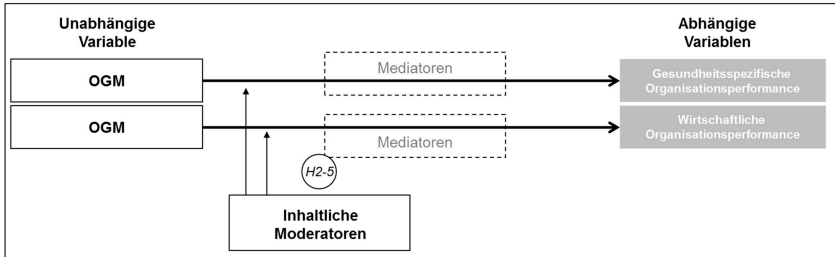 Unabhängige
Variable
Abhängige
Variablen
OGM
Mediatoren
Gesundheitsspezifische
Organisationsperformance
OGM
Mediatoren
Wirtschaftliche
Organisationsperformance
H2-5
Inhaltliche
Moderatoren